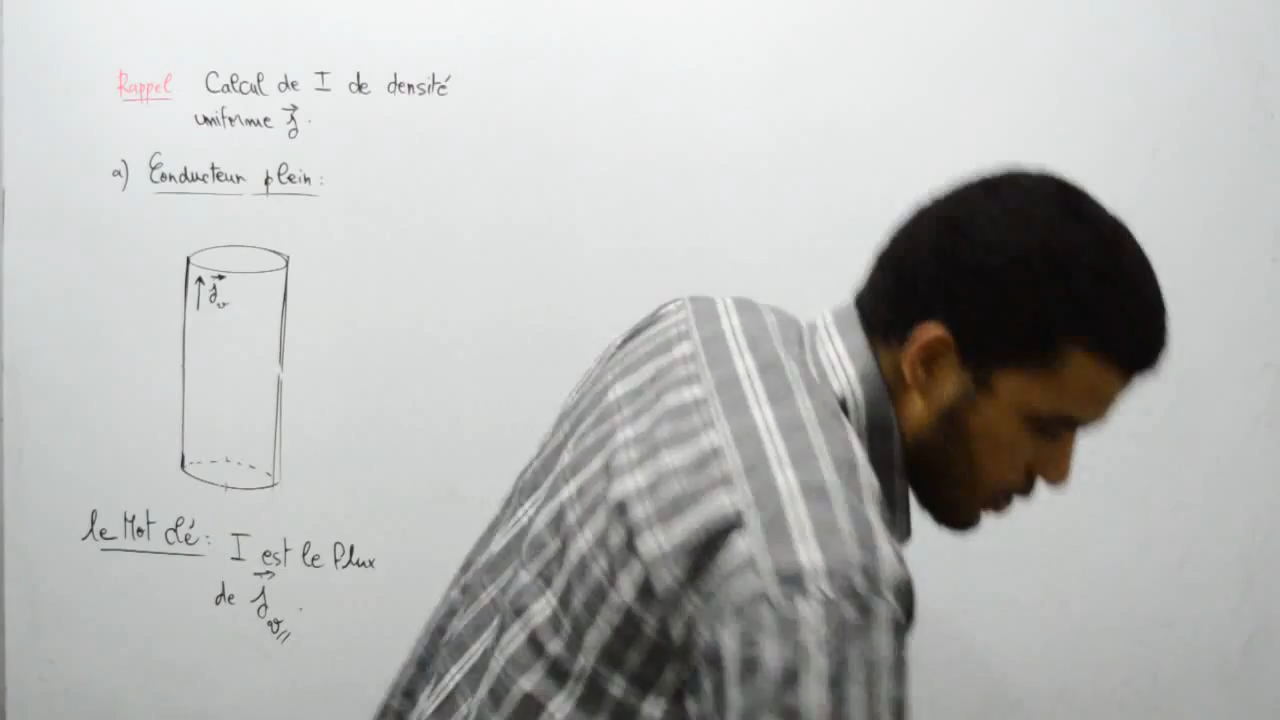 Rappel Calcul de I de densité
uniforme j⃗.
a) Conducteur plein :
j⃗v
le Mot clé : I est le flux
de j⃗v.